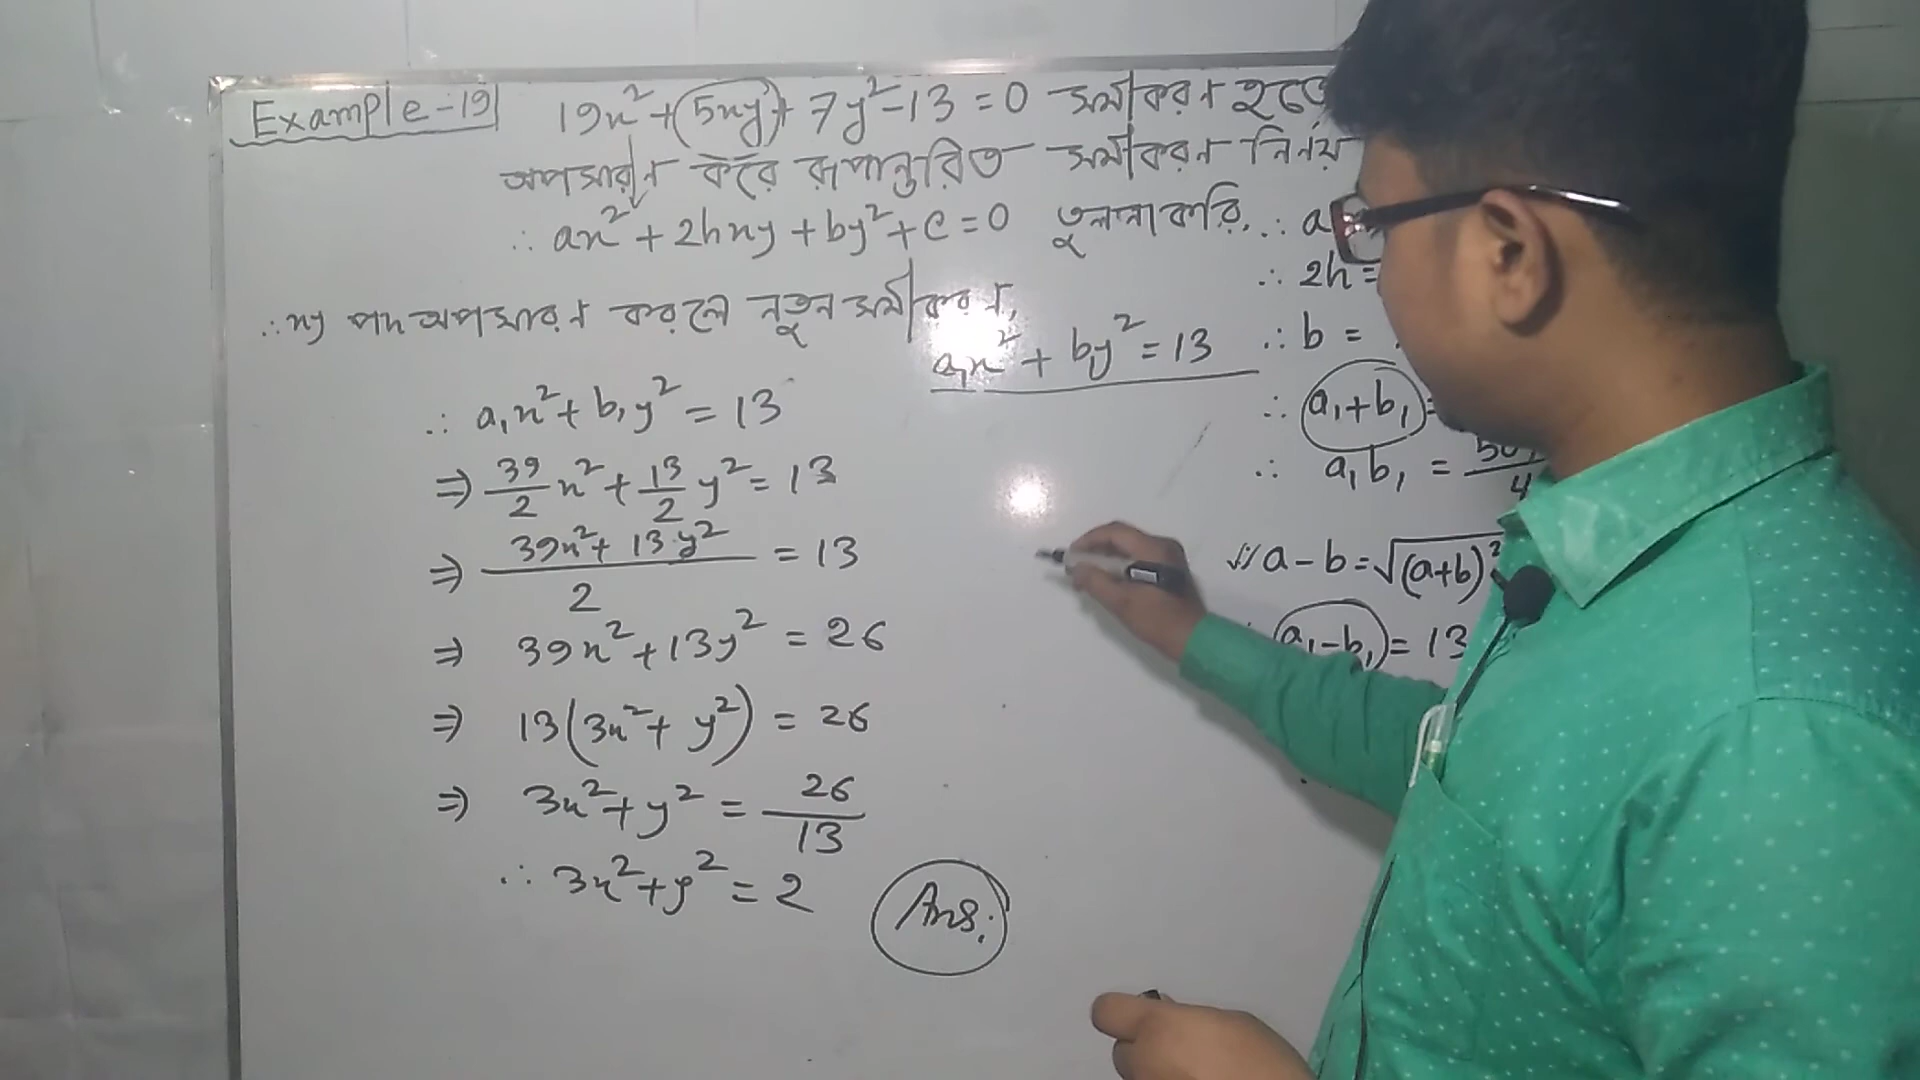 Example-19
19x² + 5xy + 7y² - 13 = 0 সমীকরণ হতে
অপসারণ করে রূপান্তরিত সমীকরণ নির্ণয়
∴ ax² + 2hxy + by² + c = 0 তুলনা করি, ∴ a
∴ 2h =
∴ xy পদ অপসারণ করলে নতুন সমীকরণ,
a₁x² + b₁y² = 13 ∴ b =
∴ a₁x² + b₁y² = 13 ∴ a₁+b₁ =
⇒ 39/2 x² + 13/2 y² = 13 ∴ a₁b₁ =
⇒ 39x² + 13y² / 2 = 13 ∵ a - b = √(a+b)²
⇒ 39x² + 13y² = 26 a₁-b₁ = 13
⇒ 13(3x² + y²) = 26
⇒ 3x² + y² = 26/13
∴ 3x² + y² = 2 Ans: